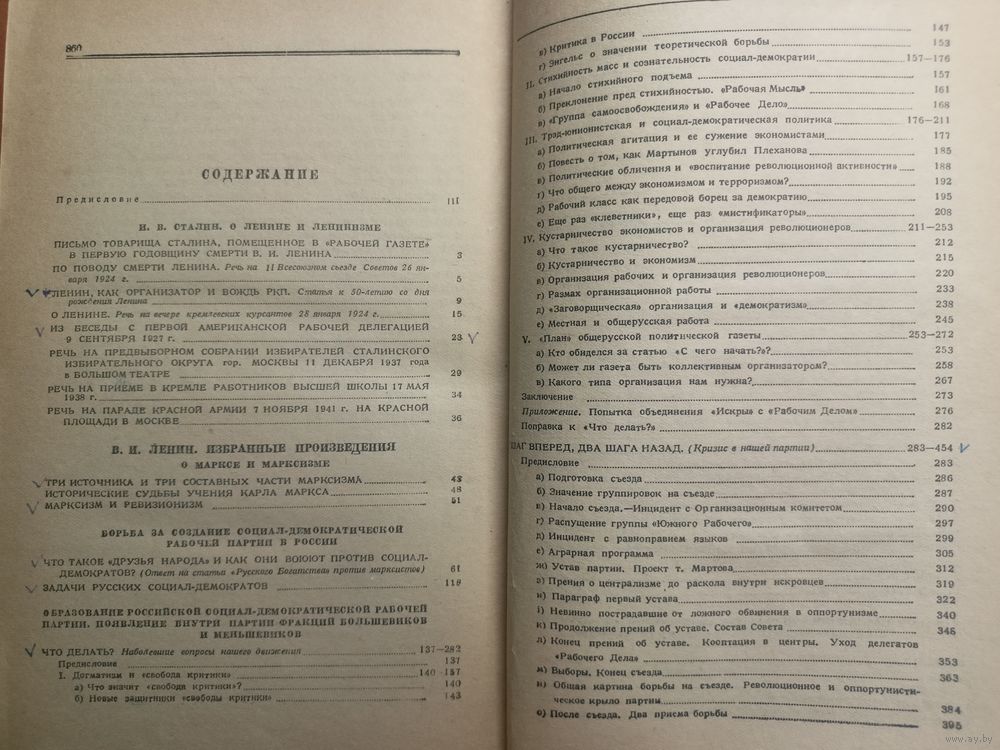 860
СОДЕРЖАНИЕ
Предисловие III
И. В. СТАЛИН. О ЛЕНИНЕ И ЛЕНИНИЗМЕ
ПИСЬМО ТОВАРИЩА СТАЛИНА, ПОМЕЩЕННОЕ В «РАБОЧЕЙ ГАЗЕТЕ»
В ПЕРВУЮ ГОДОВЩИНУ СМЕРТИ В. И. ЛЕНИНА 3
ПО ПОВОДУ СМЕРТИ ЛЕНИНА. Речь на II Всесоюзном съезде Советов 26 ян-
варя 1924 г. 5
ЛЕНИН, КАК ОРГАНИЗАТОР И ВОЖДЬ РКП. Статья к 50-летию со дня
рождения Ленина 9
О ЛЕНИНЕ. Речь на вечере кремлевских курсантов 28 января 1924 г. 15
ИЗ БЕСЕДЫ С ПЕРВОЙ АМЕРИКАНСКОЙ РАБОЧЕЙ ДЕЛЕГАЦИЕЙ
9 СЕНТЯБРЯ 1927 г. 23
РЕЧЬ НА ПРЕДВЫБОРНОМ СОБРАНИИ ИЗБИРАТЕЛЕЙ СТАЛИНСКОГО
ИЗБИРАТЕЛЬНОГО ОКРУГА гор. МОСКВЫ 11 ДЕКАБРЯ 1937 года
в БОЛЬШОМ ТЕАТРЕ 29
РЕЧЬ НА ПРИЕМЕ В КРЕМЛЕ РАБОТНИКОВ ВЫСШЕЙ ШКОЛЫ 17 МАЯ
1938 г. 34
РЕЧЬ НА ПАРАДЕ КРАСНОЙ АРМИИ 7 НОЯБРЯ 1941 г. НА КРАСНОЙ
ПЛОЩАДИ В МОСКВЕ 36
В. И. ЛЕНИН. ИЗБРАННЫЕ ПРОИЗВЕДЕНИЯ
О МАРКСЕ И МАРКСИЗМЕ
ТРИ ИСТОЧНИКА И ТРИ СОСТАВНЫХ ЧАСТИ МАРКСИЗМА 43
ИСТОРИЧЕСКИЕ СУДЬБЫ УЧЕНИЯ КАРЛА МАРКСА 48
МАРКСИЗМ И РЕВИЗИОНИЗМ 51
БОРЬБА ЗА СОЗДАНИЕ СОЦИАЛ-ДЕМОКРАТИЧЕСКОЙ
РАБОЧЕЙ ПАРТИИ В РОССИИ
ЧТО ТАКОЕ «ДРУЗЬЯ НАРОДА» И КАК ОНИ ВОЮЮТ ПРОТИВ СОЦИАЛ-
ДЕМОКРАТОВ? (Ответ на статьи «Русского Богатства» против марксистов) 61
ЗАДАЧИ РУССКИХ СОЦИАЛ-ДЕМОКРАТОВ 119
ОБРАЗОВАНИЕ РОССИЙСКОЙ СОЦИАЛ-ДЕМОКРАТИЧЕСКОЙ РАБОЧЕЙ
ПАРТИИ. ПОЯВЛЕНИЕ ВНУТРИ ПАРТИИ ФРАКЦИЙ БОЛЬШЕВИКОВ
И МЕНЬШЕВИКОВ
ЧТО ДЕЛАТЬ? Наболевшие вопросы нашего движения 137—282
Предисловие 137
I. Догматизм и «свобода критики» 140—157
а) Что значит «свобода критики»? 140
б) Новые защитники «свободы критики» 143
в) Критика в России 147
г) Энгельс о значении теоретической борьбы 153
II. Стихийность масс и сознательность социал-демократии 157—176
а) Начало стихийного подъема 157
б) Преклонение пред стихийностью. «Рабочая Мысль» 161
в) «Группа самоосвобождения» и «Рабочее Дело» 168
III. Трэд-юнионистская и социал-демократическая политика 176—211
а) Политическая агитация и ее сужение экономистами 177
б) Повесть о том, как Мартынов углубил Плеханова 185
в) Политические обличения и «воспитание революционной активности» 188
г) Что общего между экономизмом и терроризмом? 192
д) Рабочий класс как передовой борец за демократию 195
е) Еще раз «клеветники», еще раз «мистификаторы» 208
IV. Кустарничество экономистов и организация революционеров 211—253
а) Что такое кустарничество? 212
б) Кустарничество и экономизм 215
в) Организация рабочих и организация революционеров 220
г) Размах организационной работы 233
д) «Заговорщическая» организация и «демократизм» 238
е) Местная и общерусская работа 245
V. «План» общерусской политической газеты 253—272
а) Кто обиделся за статью «С чего начать?»? 253
б) Может ли газета быть коллективным организатором? 258
в) Какого типа организация нам нужна? 267
Заключение 273
Приложение. Попытка объединения «Искры» с «Рабочим Делом» 276
Поправка к «Что делать?» 282
ШАГ ВПЕРЕД, ДВА ШАГА НАЗАД. (Кризис в нашей партии) 283—454
Предисловие 283
а) Подготовка съезда 286
б) Значение группировок на съезде 287
в) Начало съезда.—Инцидент с Организационным комитетом 290
г) Распущение группы «Южного Рабочего» 297
д) Инцидент с равноправием языков 299
е) Аграрная программа 305
ж) Устав партии. Проект т. Мартова 312
з) Прения о централизме до раскола внутри искровцев 319
и) Параграф первый устава 322
i) Невинно пострадавшие от ложного обвинения в оппортунизме 340
к) Продолжение прений об уставе. Состав Совета 346
л) Конец прений об уставе. Кооптация в центры. Уход делегатов
«Рабочего Дела» 353
м) Выборы. Конец съезда 363
н) Общая картина борьбы на съезде. Революционное и оппортунисти-
ческое крыло партии 384
о) После съезда. Два приема борьбы 395
www.ay.by